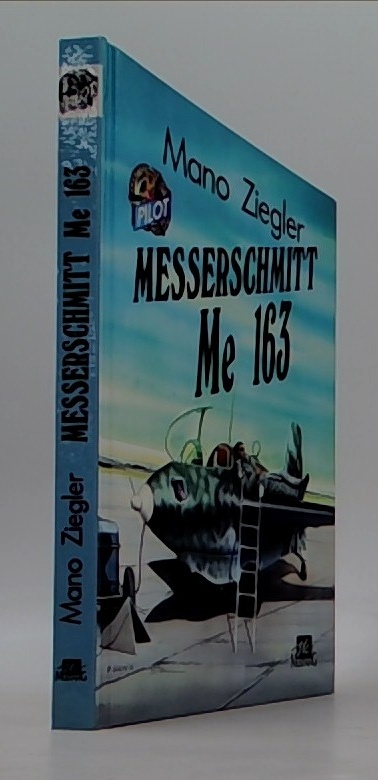 Mano Ziegler
MESSERSCHMITT Me 163
Mano Ziegler
PILOT
MESSERSCHMITT
Me 163